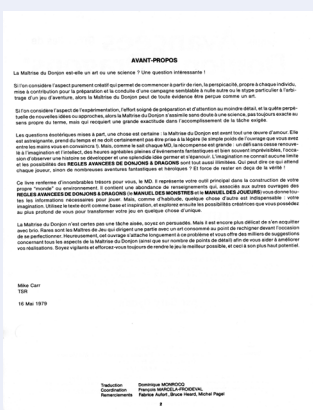 AVANT-PROPOS
La Maîtrise du Donjon est-elle un art ou une science ? Une question intéressante !
Si l'on considère l'aspect purement créatif qui permet de commencer à partir de rien, la perspicacité, propre à chaque individu,
mise à contribution pour la préparation et la conduite d'une campagne semblable à nulle autre ou le style particulier à l'arbi-
trage d'un jeu d'aventure, alors la Maîtrise du Donjon peut de toute évidence être perçue comme un art.
Si l'on considère l'aspect de l'expérimentation, l'effort soigné de préparation et d'attention au moindre détail, et la quête perpé-
tuelle de nouvelles idées ou approches, alors la Maîtrise du Donjon s'assimile sans doute à une science, pas toujours exacte au
sens propre du terme, mais qui requiert une grande exactitude dans l'accomplissement de la tâche exigée.
Les questions ésotériques mises à part, une chose est certaine : la Maîtrise du Donjon est avant tout une œuvre d'amour. Elle
est astreignante, prend du temps et ne doit certainement pas être prise à la légère (le simple poids de l'ouvrage que vous avez
entre les mains vous en convaincra !). Mais, comme le sait chaque MD, la récompense est grande : un défi sans cesse renouve-
lé à l'imagination et l'intellect, des heures agréables pleines d'événements fantastiques et bien souvent imprévisibles, l'occa-
sion d'observer une histoire se développer et une splendide idée germer et s'épanouir. L'imagination ne connait aucune limite
et les possibilités des REGLES AVANCEES DE DONJONS & DRAGONS sont tout aussi illimitées. Qui peut dire ce qui attend
chaque joueur, sinon de nombreuses aventures fantastiques et héroïques ? Et force de rester en deçà de la vérité !
Ce livre renferme d'innombrables trésors pour vous, le MD. Il représente votre outil principal dans la construction de votre
propre "monde" ou environnement. Il contient une abondance de renseignements qui, associés aux autres ouvrages des
REGLES AVANCEES DE DONJONS & DRAGONS (le MANUEL DES MONSTRES et le MANUEL DES JOUEURS) vous donne tou-
tes les informations nécessaires pour jouer. Mais, comme d'habitude, quelque chose d'autre est indispensable : votre
imagination. Utilisez le texte écrit comme base et inspiration, et explorez ensuite les possibilités créatrices que vous possédez
au plus profond de vous pour transformer votre jeu en quelque chose d'unique.
La Maîtrise du Donjon n'est certes pas une tâche aisée, soyez en persuadés. Mais il est encore plus délicat de s'en acquitter
avec brio. Rares sont les Maîtres de Jeu qui dirigent une partie avec un art consommé au point de rechigner devant l'occasion
de se perfectionner. Heureusement, cet ouvrage s'attache longuement à ce problème et vous offre des milliers de suggestions
concernant tous les aspects de la Maîtrise du Donjon (ainsi que sur nombre de points de détail) afin de vous aider à améliorer
vos réalisations. Soyez vigilants et efforcez-vous toujours de rendre le jeu le meilleur possible, et ceci à son plus haut potentiel.
Mike Carr
TSR
16 Mai 1979
Traduction Dominique MONROCQ
Coordination François MARCELA-FROIDEVAL
Remerciements Fabrice Autort, Bruce Heard, Michel Pagel